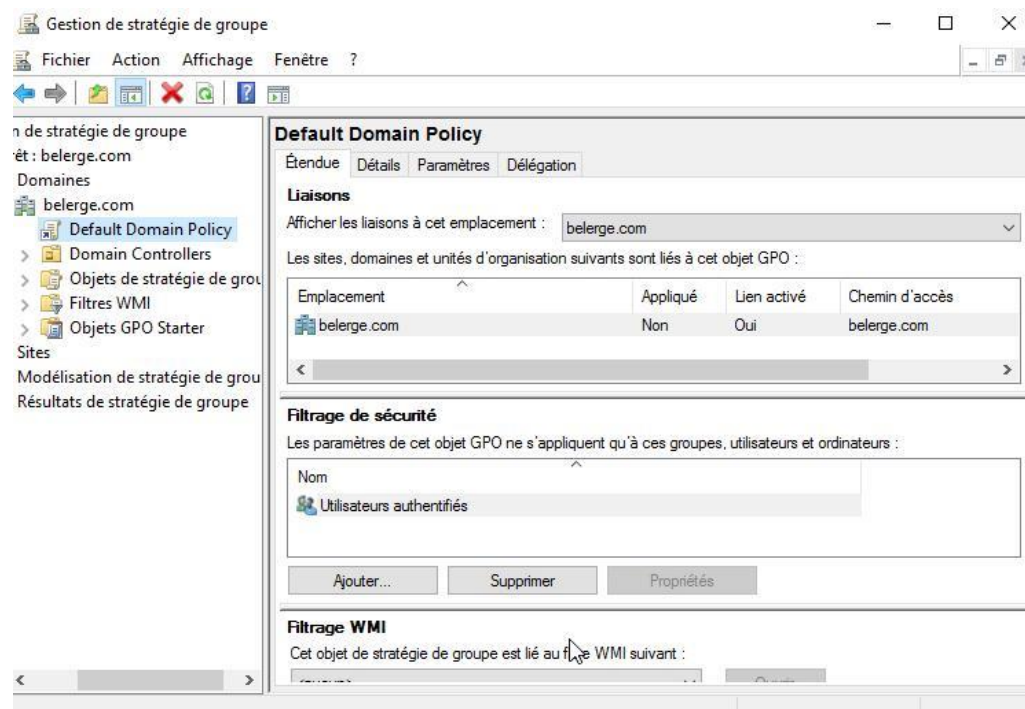 Gestion de stratégie de groupe
Fichier Action Affichage Fenêtre ?
n de stratégie de groupe
rêt : belerge.com
Domaines
belerge.com
Default Domain Policy
Domain Controllers
Objets de stratégie de grou
Filtres WMI
Objets GPO Starter
Sites
Modélisation de stratégie de grou
Résultats de stratégie de groupe
Default Domain Policy
Étendue Détails Paramètres Délégation
Liaisons
Afficher les liaisons à cet emplacement : belerge.com
Les sites, domaines et unités d'organisation suivants sont liés à cet objet GPO :
Emplacement Appliqué Lien activé Chemin d'accès
belerge.com Non Oui belerge.com
Filtrage de sécurité
Les paramètres de cet objet GPO ne s'appliquent qu'à ces groupes, utilisateurs et ordinateurs :
Nom
Utilisateurs authentifiés
Ajouter... Supprimer Propriétés
Filtrage WMI
Cet objet de stratégie de groupe est lié au WMI suivant :